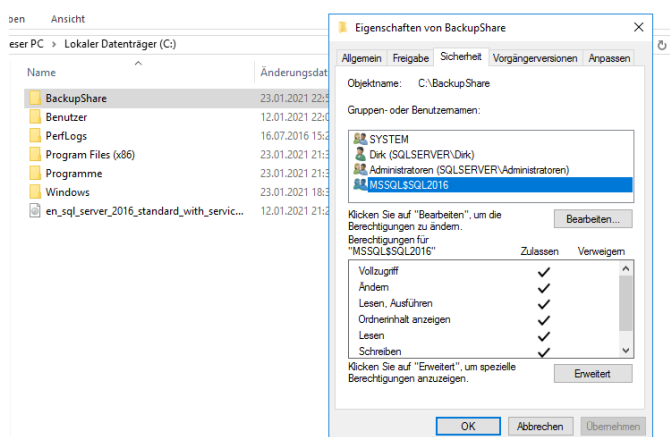 pen Ansicht
eser PC > Lokaler Datenträger (C:)
Name Änderungsdat
BackupShare 23.01.2021 22:5
Benutzer 12.01.2021 22:0
PerfLogs 16.07.2016 15:2
Program Files (x86) 23.01.2021 21:3
Programme 23.01.2021 21:3
Windows 23.01.2021 18:3
en_sql_server_2016_standard_with_servic... 12.01.2021 21:2
Eigenschaften von BackupShare
Allgemein Freigabe Sicherheit Vorgängerversionen Anpassen
Objektname: C:\BackupShare
Gruppen- oder Benutzernamen:
SYSTEM
Dirk (SQLSERVER\Dirk)
Administratoren (SQLSERVER\Administratoren)
MSSQL$SQL2016
Klicken Sie auf "Bearbeiten", um die
Berechtigungen zu ändern.
Bearbeiten...
Berechtigungen für
"MSSQL$SQL2016" Zulassen Verweigern
Vollzugriff
Ändern
Lesen, Ausführen
Ordnerinhalt anzeigen
Lesen
Schreiben
Klicken Sie auf "Erweitert", um spezielle
Berechtigungen anzuzeigen.
Erweitert
OK Abbrechen Übernehmen